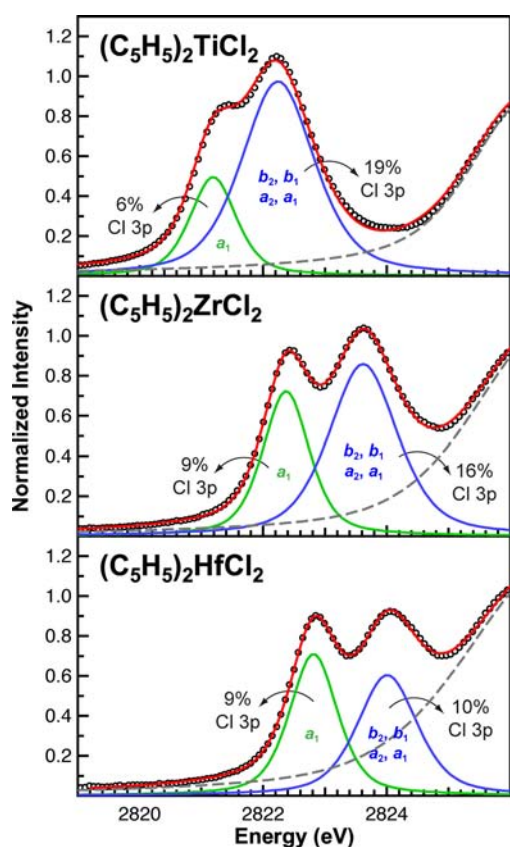 (C₅H₅)₂TiCl₂
1.2
1.0
0.8
0.6
0.4
0.2
6%
Cl 3p
a₁
b₂, b₁
a₂, a₁
19%
Cl 3p
(C₅H₅)₂ZrCl₂
1.2
1.0
0.8
0.6
0.4
0.2
9%
Cl 3p
a₁
b₂, b₁
a₂, a₁
16%
Cl 3p
Normalized Intensity
(C₅H₅)₂HfCl₂
1.2
1.0
0.8
0.6
0.4
0.2
9%
Cl 3p
a₁
b₂, b₁
a₂, a₁
10%
Cl 3p
2820 2822 2824
Energy (eV)